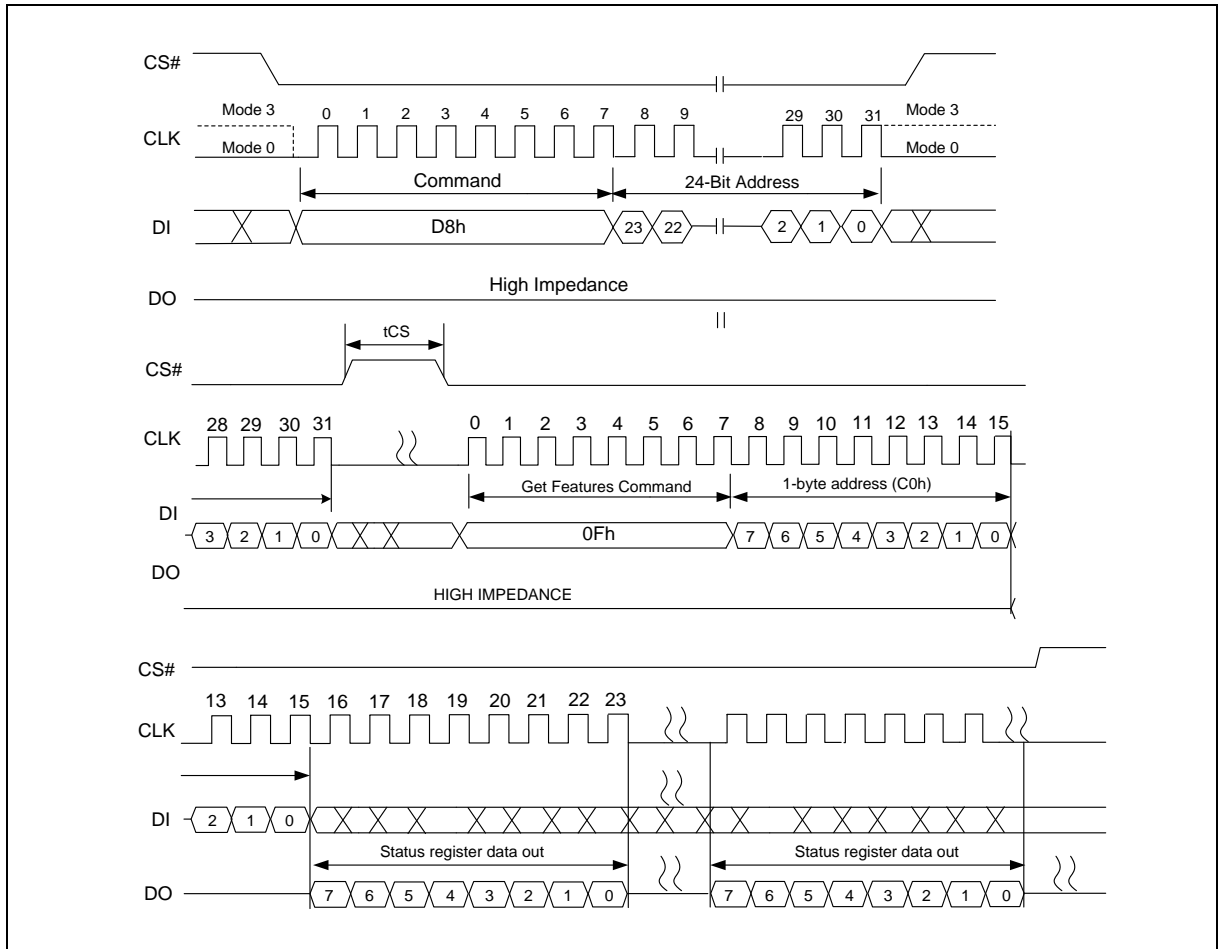 CS#
Mode 3 0 1 2 3 4 5 6 7 8 9 29 30 31 Mode 3
CLK
Mode 0 Mode 0
Command 24-Bit Address
DI D8h 23 22 2 1 0
High Impedance
DO
tCS
CS#
28 29 30 31 0 1 2 3 4 5 6 7 8 9 10 11 12 13 14 15
CLK
Get Features Command 1-byte address (C0h)
DI
3 2 1 0 0Fh 7 6 5 4 3 2 1 0
DO
HIGH IMPEDANCE
CS#
13 14 15 16 17 18 19 20 21 22 23
CLK
DI 2 1 0
Status register data out Status register data out
DO 7 6 5 4 3 2 1 0 7 6 5 4 3 2 1 0